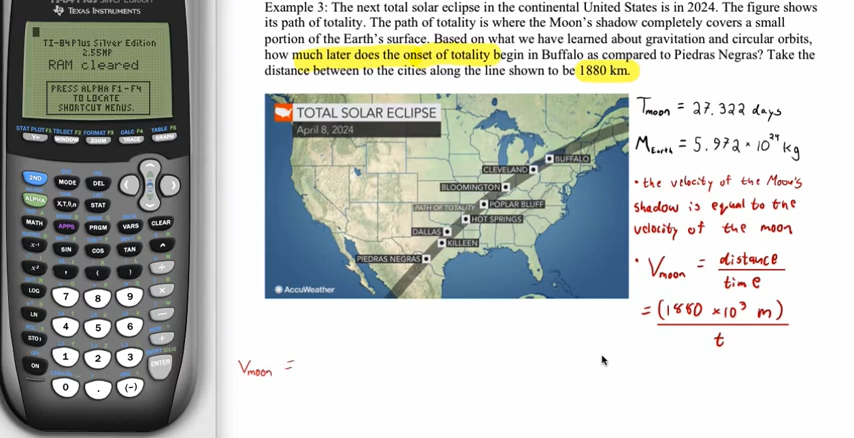 TI-84 Plus Silver Edition
TEXAS INSTRUMENTS
TI-84Plus Silver Edition
2.55MP
RAM cleared
PRESS ALPHA F1-F4
TO LOCATE
SHORTCUT MENUS.
STAT PLOT F1 TBLSET F2 FORMAT F3 CALC F4 TABLE F5
Y= WINDOW ZOOM TRACE GRAPH
2ND MODE DEL
ALPHA X,T,θ,n STAT
MATH APPS PRGM VARS CLEAR
x⁻¹ SIN COS TAN ^
x² , ( ) ÷
LOG 7 8 9 ×
LN 4 5 6 −
STO› 1 2 3 +
ON 0 . (-) ENTER
Example 3: The next total solar eclipse in the continental United States is in 2024. The figure shows
its path of totality. The path of totality is where the Moon's shadow completely covers a small
portion of the Earth's surface. Based on what we have learned about gravitation and circular orbits,
how much later does the onset of totality begin in Buffalo as compared to Piedras Negras? Take the
distance between to the cities along the line shown to be 1880 km.
TOTAL SOLAR ECLIPSE
April 8, 2024
BUFFALO
CLEVELAND
BLOOMINGTON
PATH OF TOTALITY
POPLAR BLUFF
HOT SPRINGS
DALLAS
KILLEEN
PIEDRAS NEGRAS
AccuWeather
Tmoon = 27.322 days
MEarth = 5.972 × 10²⁴ kg
• the velocity of the Moon's
shadow is equal to the
velocity of the moon
• Vmoon = distance
time
= (1880 ×10³ m)
t
Vmoon =